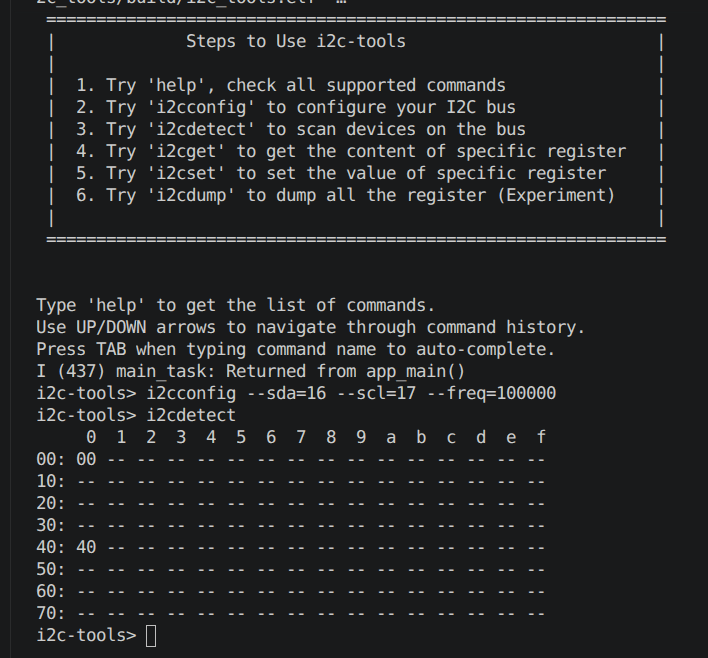 ==============================================================
|             Steps to Use i2c-tools                         |
|                                                            |
|  1. Try 'help', check all supported commands               |
|  2. Try 'i2cconfig' to configure your I2C bus              |
|  3. Try 'i2cdetect' to scan devices on the bus             |
|  4. Try 'i2cget' to get the content of specific register   |
|  5. Try 'i2cset' to set the value of specific register     |
|  6. Try 'i2cdump' to dump all the register (Experiment)    |
|                                                            |
==============================================================
Type 'help' to get the list of commands.
Use UP/DOWN arrows to navigate through command history.
Press TAB when typing command name to auto-complete.
I (437) main_task: Returned from app_main()
i2c-tools> i2cconfig --sda=16 --scl=17 --freq=100000
i2c-tools> i2cdetect
     0  1  2  3  4  5  6  7  8  9  a  b  c  d  e  f
00: 00 -- -- -- -- -- -- -- -- -- -- -- -- -- -- --
10: -- -- -- -- -- -- -- -- -- -- -- -- -- -- -- --
20: -- -- -- -- -- -- -- -- -- -- -- -- -- -- -- --
30: -- -- -- -- -- -- -- -- -- -- -- -- -- -- -- --
40: 40 -- -- -- -- -- -- -- -- -- -- -- -- -- -- --
50: -- -- -- -- -- -- -- -- -- -- -- -- -- -- -- --
60: -- -- -- -- -- -- -- -- -- -- -- -- -- -- -- --
70: -- -- -- -- -- -- -- -- -- -- -- -- -- -- -- --
i2c-tools>